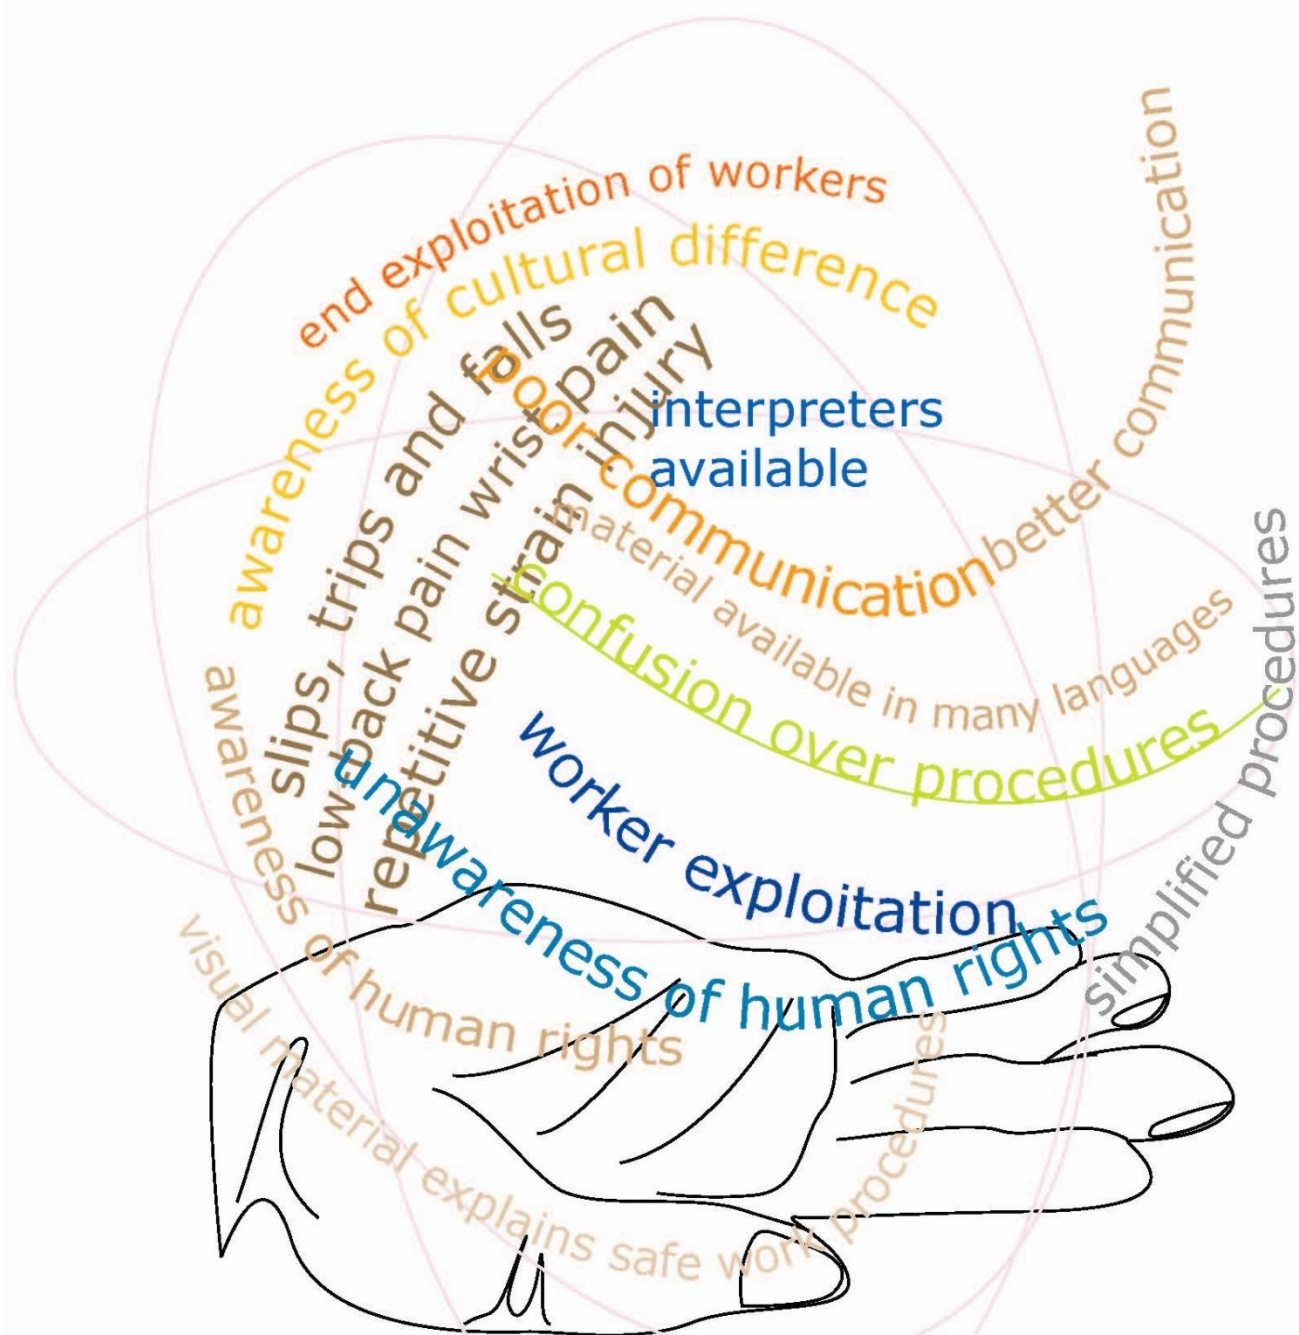 end exploitation of workers
awareness of cultural difference
slips, trips and falls
low back pain wrist pain
repetitive strain injury
poor communication
better communication
interpreters
available
material available in many languages
confusion over procedures
simplified procedures
worker exploitation
unawareness of human rights
awareness of human rights
visual material explains safe work procedures